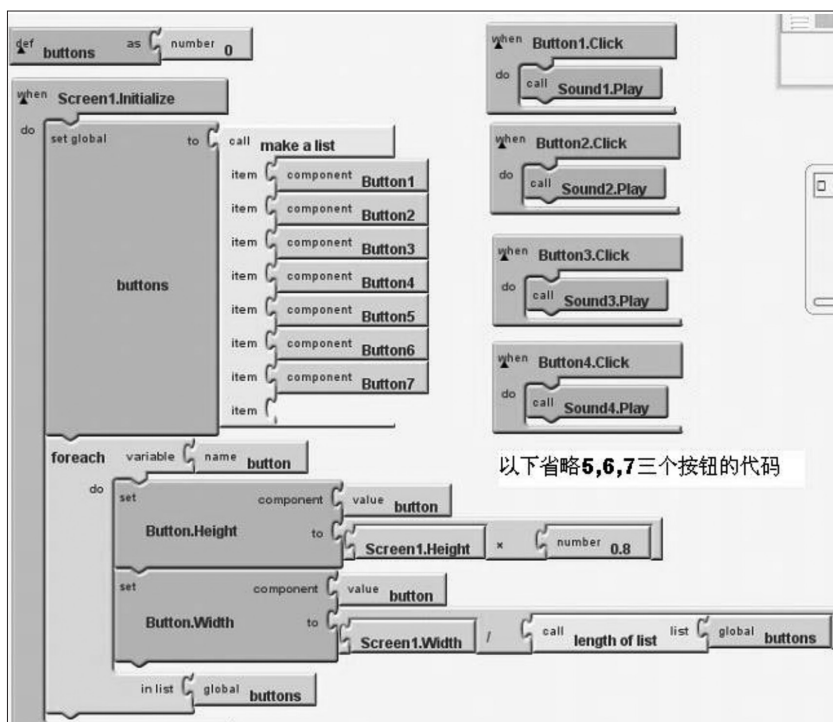 def buttons as number 0
when Screen1.Initialize
do set global buttons to call make a list
item component Button1
item component Button2
item component Button3
item component Button4
item component Button5
item component Button6
item component Button7
item
foreach variable name button
do set Button.Height component value button
to Screen1.Height × number 0.8
set Button.Width component value button
to Screen1.Width / call length of list list global buttons
in list global buttons
when Button1.Click
do call Sound1.Play
when Button2.Click
do call Sound2.Play
when Button3.Click
do call Sound3.Play
when Button4.Click
do call Sound4.Play
以下省略5,6,7三个按钮的代码